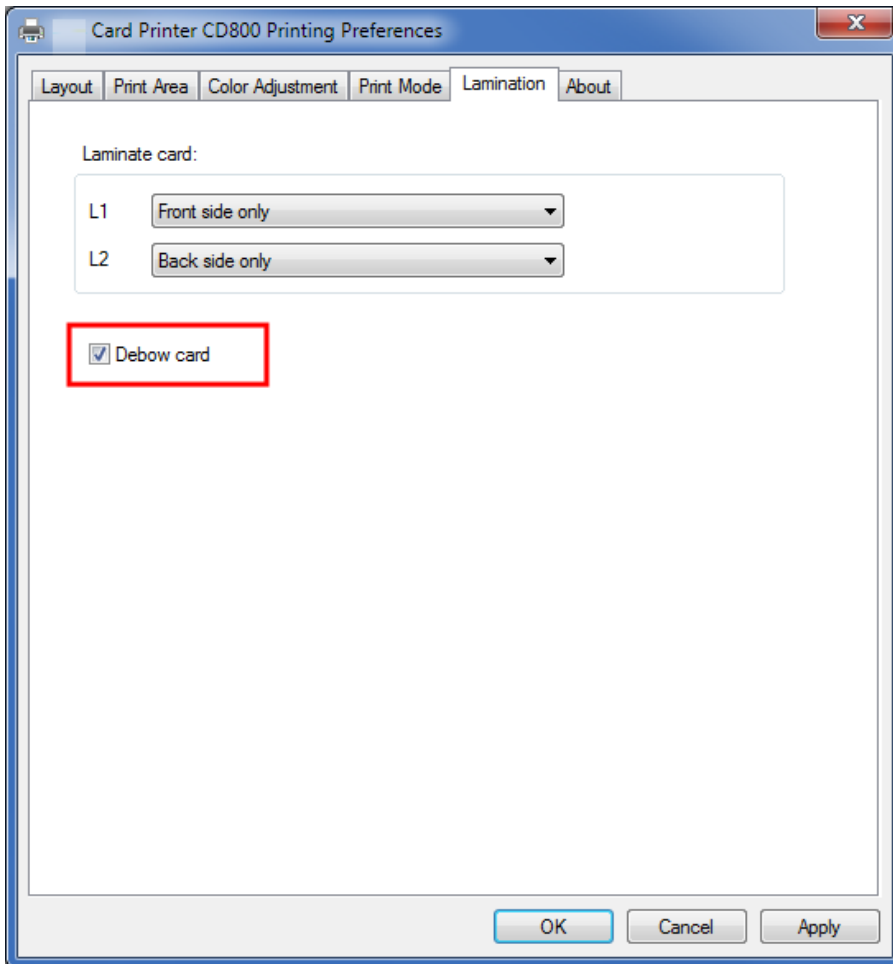 Card Printer CD800 Printing Preferences
x
Layout Print Area Color Adjustment Print Mode Lamination About
Laminate card:
L1 Front side only
L2 Back side only
Debow card
OK Cancel Apply